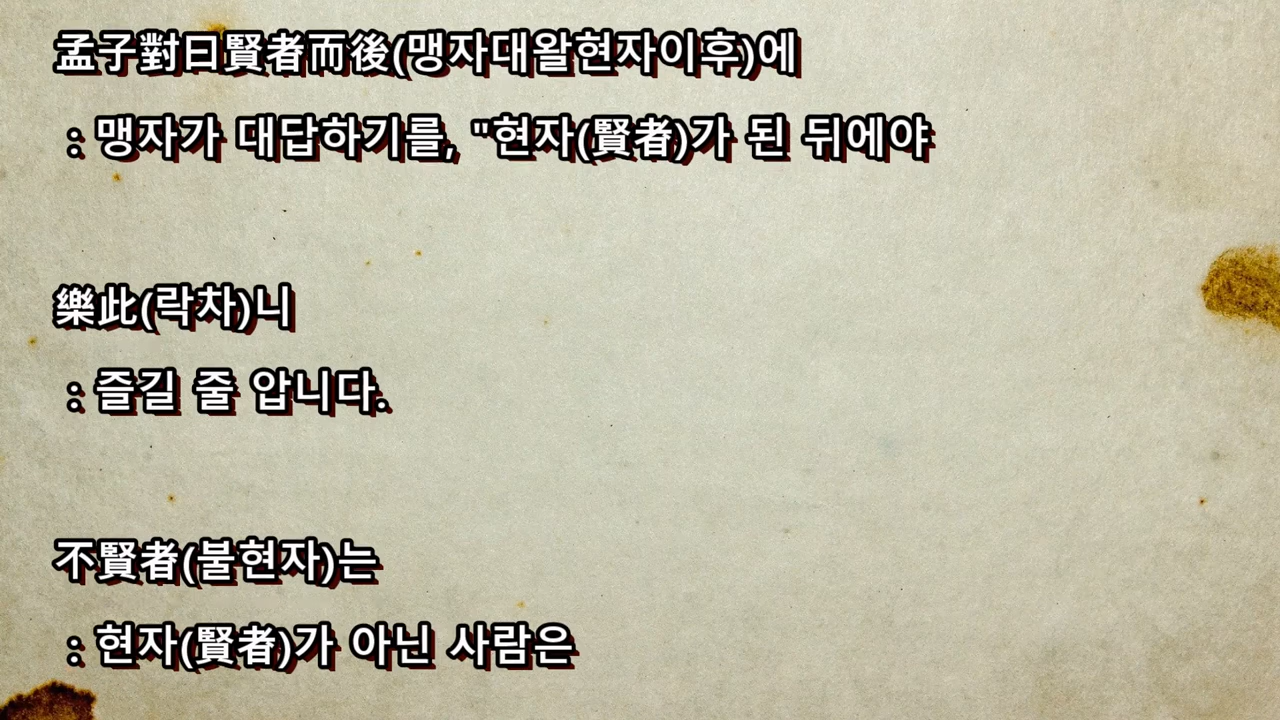 孟子對曰賢者而後(맹자대왈현자이후)에
: 맹자가 대답하기를, "현자(賢者)가 된 뒤에야
樂此(락차)니
: 즐길 줄 압니다.
不賢者(불현자)는
: 현자(賢者)가 아닌 사람은